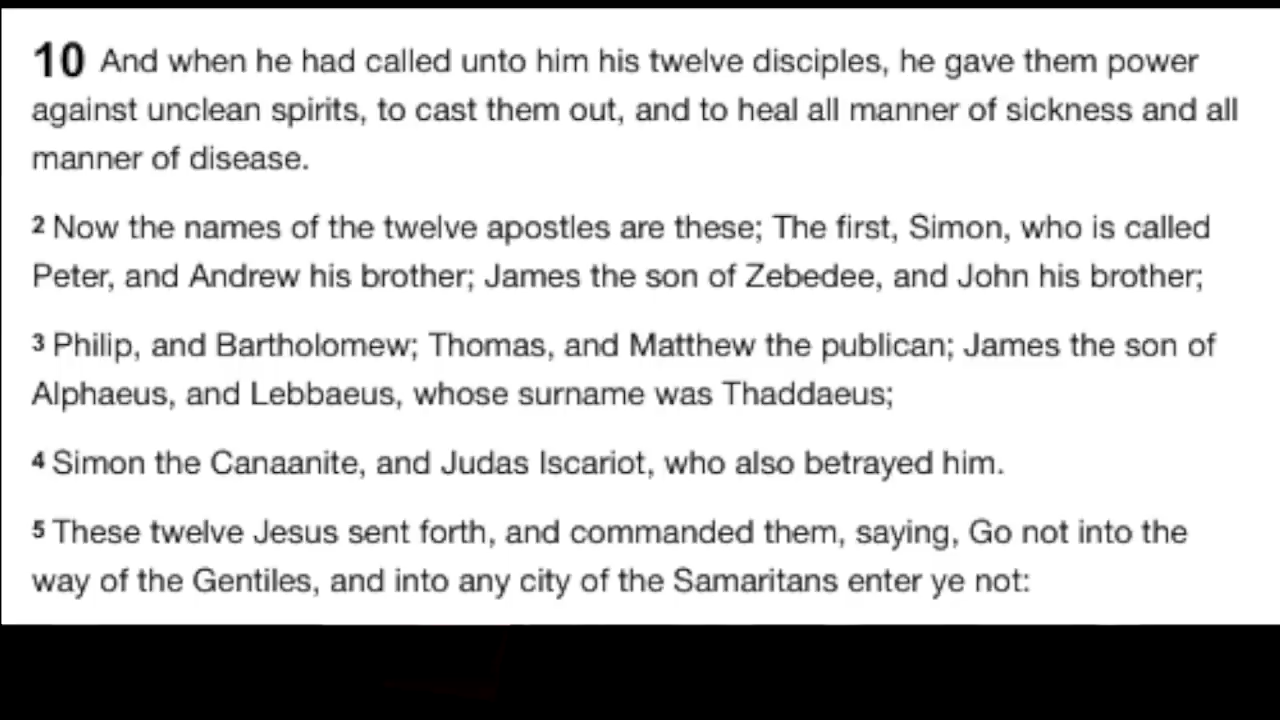 10 And when he had called unto him his twelve disciples, he gave them power
against unclean spirits, to cast them out, and to heal all manner of sickness and all
manner of disease.
2 Now the names of the twelve apostles are these; The first, Simon, who is called
Peter, and Andrew his brother; James the son of Zebedee, and John his brother;
3 Philip, and Bartholomew; Thomas, and Matthew the publican; James the son of
Alphaeus, and Lebbaeus, whose surname was Thaddaeus;
4 Simon the Canaanite, and Judas Iscariot, who also betrayed him.
5 These twelve Jesus sent forth, and commanded them, saying, Go not into the
way of the Gentiles, and into any city of the Samaritans enter ye not: